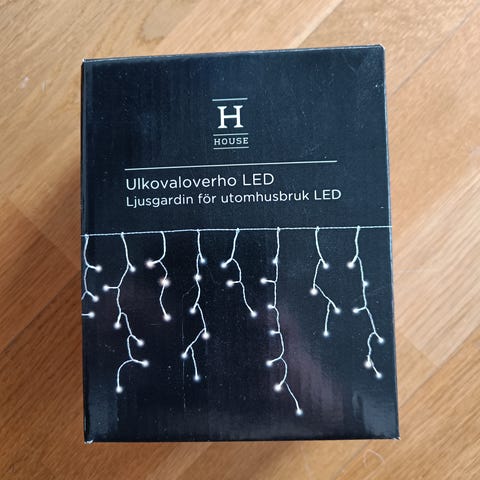 H
HOUSE
Ulkovaloverho LED
Ljusgardin för utomhusbruk LED